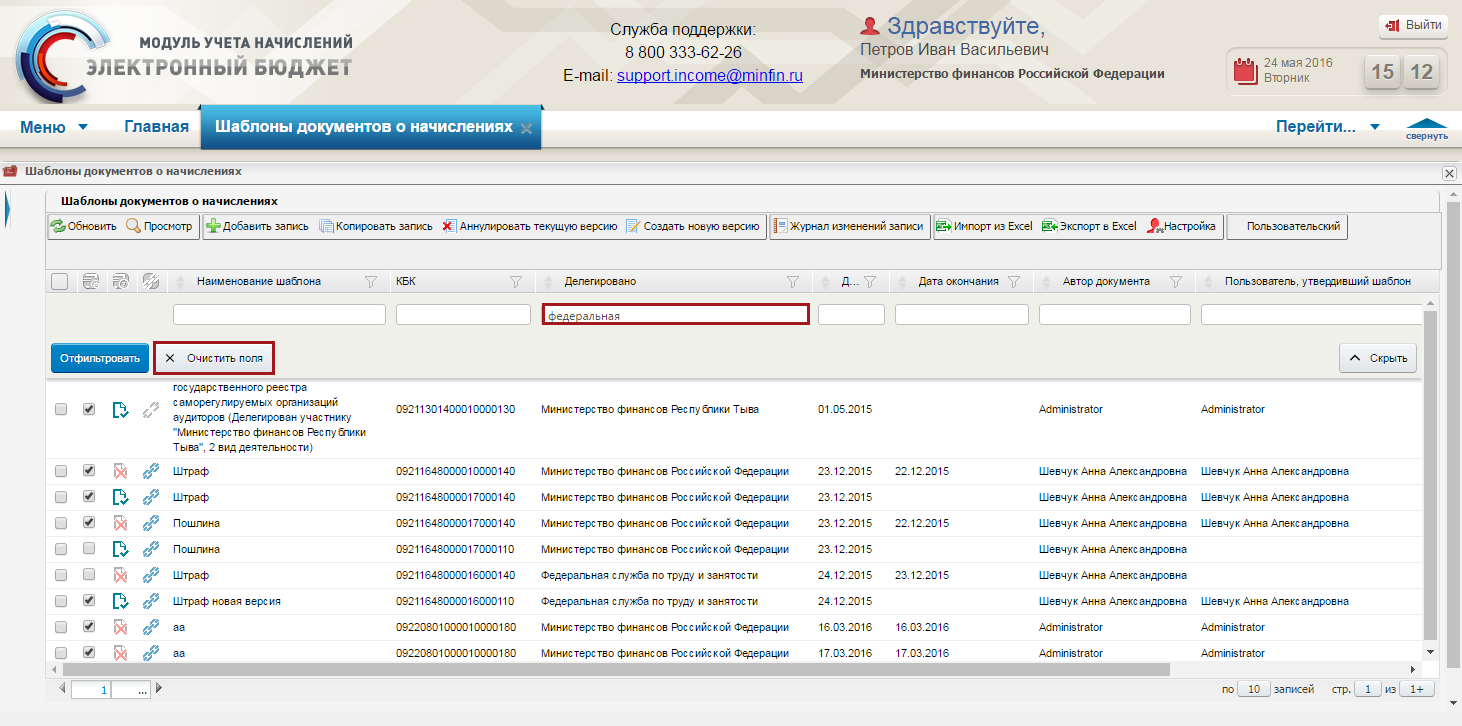 МОДУЛЬ УЧЕТА НАЧИСЛЕНИЙ
ЭЛЕКТРОННЫЙ БЮДЖЕТ
Служба поддержки:
8 800 333-62-26
E-mail: support.income@minfin.ru
Здравствуйте,
Петров Иван Васильевич
Министерство финансов Российской Федерации
Выйти
24 мая 2016
Вторник
15 12
Меню Главная Шаблоны документов о начислениях Перейти... свернуть
Шаблоны документов о начислениях
Шаблоны документов о начислениях
Обновить Просмотр Добавить запись Копировать запись Аннулировать текущую версию Создать новую версию Журнал изменений записи Импорт из Excel Экспорт в Excel Настройка Пользовательский
Наименование шаблона КБК Делегировано Д... Дата окончания Автор документа Пользователь, утвердивший шаблон
федеральная
Отфильтровать Очистить поля Скрыть
государственного реестра
саморегулируемых организаций
аудиторов (Делегирован участнику
"Министерство финансов Республики
Тыва", 2 вид деятельности)
09211301400010000130 Министерство финансов Республики Тыва 01.05.2015 Administrator Administrator
Штраф 09211648000010000140 Министерство финансов Российской Федерации 23.12.2015 22.12.2015 Шевчук Анна Александровна Шевчук Анна Александровна
Штраф 09211648000017000140 Министерство финансов Российской Федерации 23.12.2015 Шевчук Анна Александровна Шевчук Анна Александровна
Пошлина 09211648000017000140 Министерство финансов Российской Федерации 23.12.2015 22.12.2015 Шевчук Анна Александровна Шевчук Анна Александровна
Пошлина 09211648000017000110 Министерство финансов Российской Федерации 23.12.2015 Шевчук Анна Александровна
Штраф 09211648000016000140 Федеральная служба по труду и занятости 24.12.2015 23.12.2015 Шевчук Анна Александровна
Штраф новая версия 09211648000016000110 Федеральная служба по труду и занятости 24.12.2015 Шевчук Анна Александровна Шевчук Анна Александровна
аа 09220801000010000180 Министерство финансов Российской Федерации 16.03.2016 16.03.2016 Administrator Administrator
аа 09220801000010000180 Министерство финансов Российской Федерации 17.03.2016 17.03.2016 Administrator Administrator
1 ... по 10 записей стр. 1 из 1+